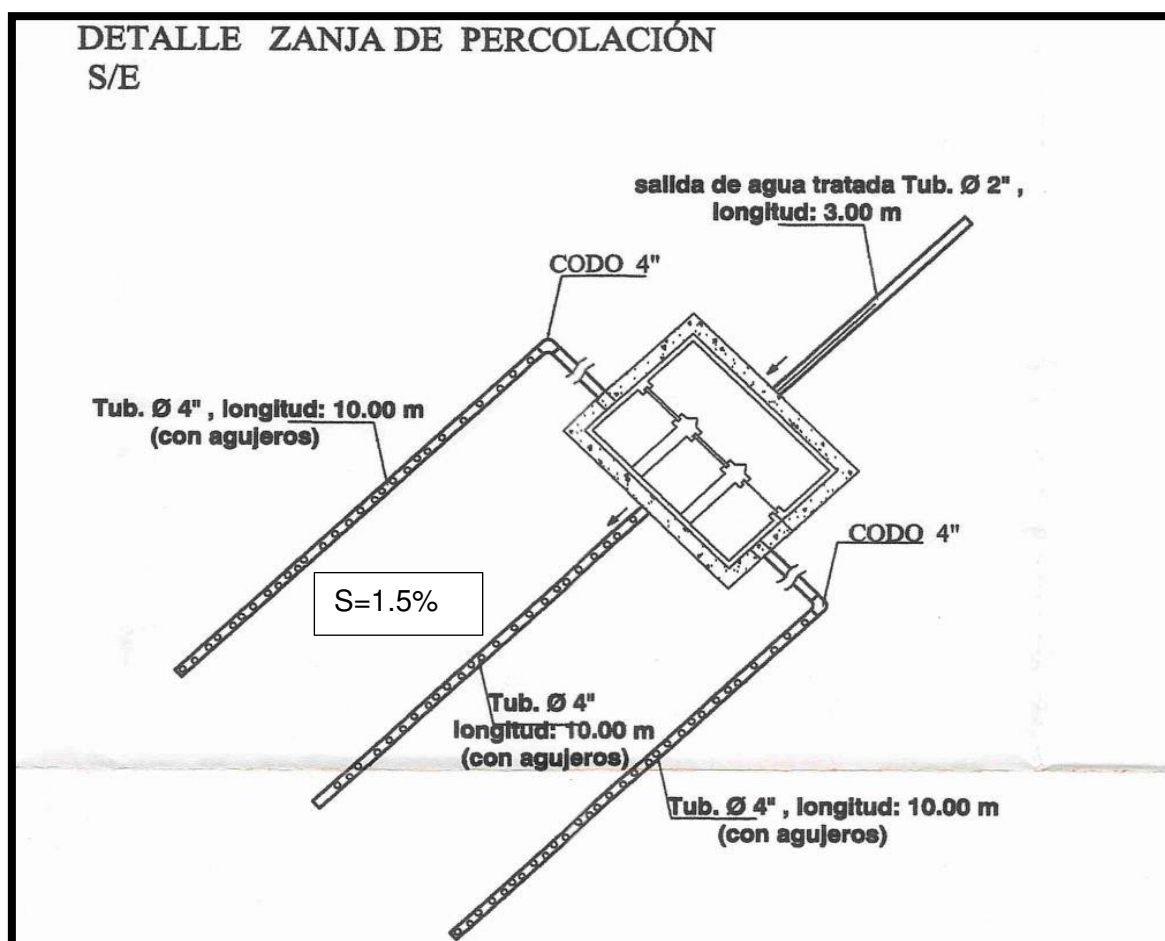 DETALLE ZANJA DE PERCOLACIÓN
S/E
salida de agua tratada Tub. Ø 2" ,
longitud: 3.00 m
CODO 4"
Tub. Ø 4" , longitud: 10.00 m
(con agujeros)
CODO 4"
S=1.5%
Tub. Ø 4"
longitud: 10.00 m
(con agujeros)
Tub. Ø 4" , longitud: 10.00 m
(con agujeros)